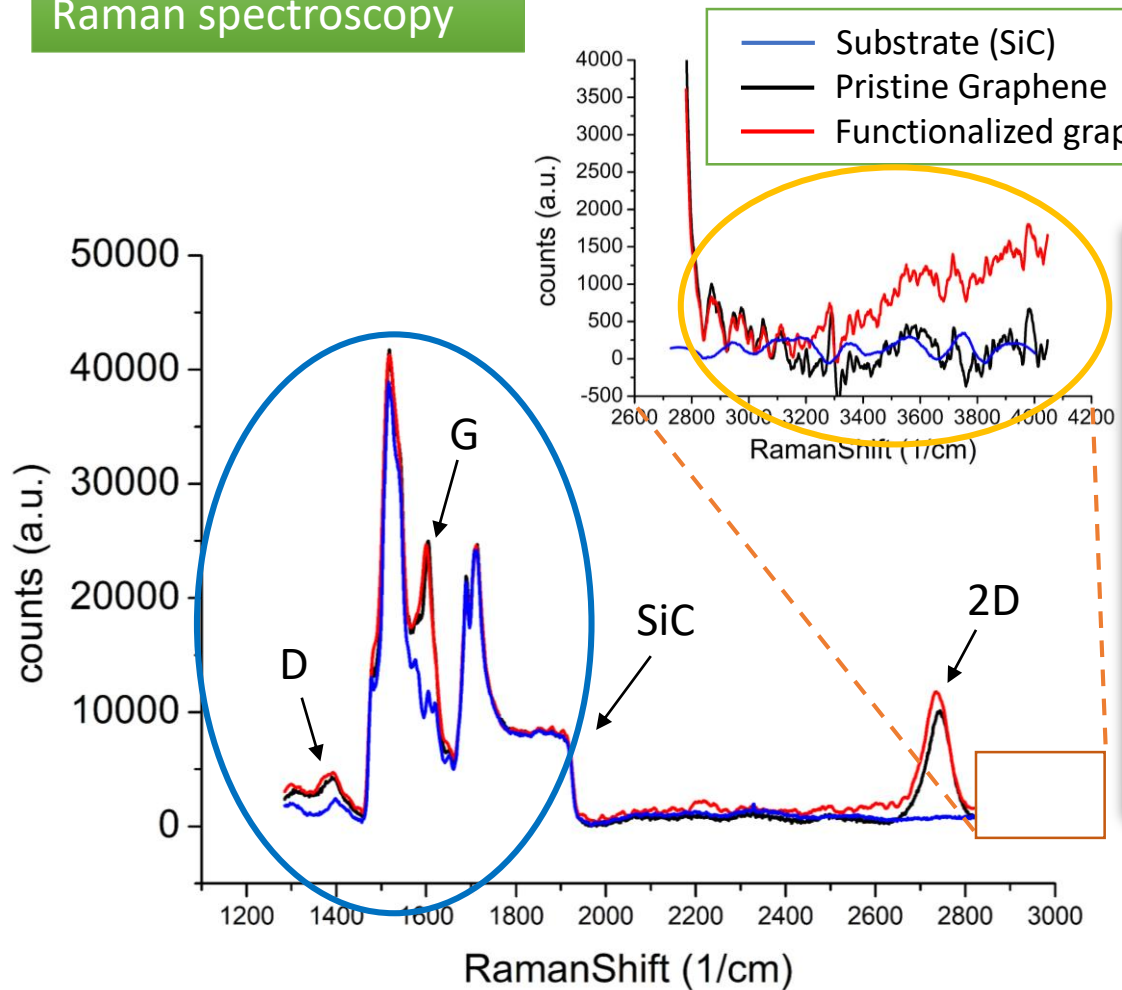 Raman spectroscopy
Substrate (SiC)
Pristine Graphene
Functionalized grap
4000
3500
3000
2500
2000
1500
1000
500
0
-500
counts (a.u.)
2600 2800 3000 3200 3400 3600 3800 4000 4200
RamanShift (1/cm)
50000
40000
30000
20000
10000
0
counts (a.u.)
G
D
SiC
2D
1200 1400 1600 1800 2000 2200 2400 2600 2800 3000
RamanShift (1/cm)